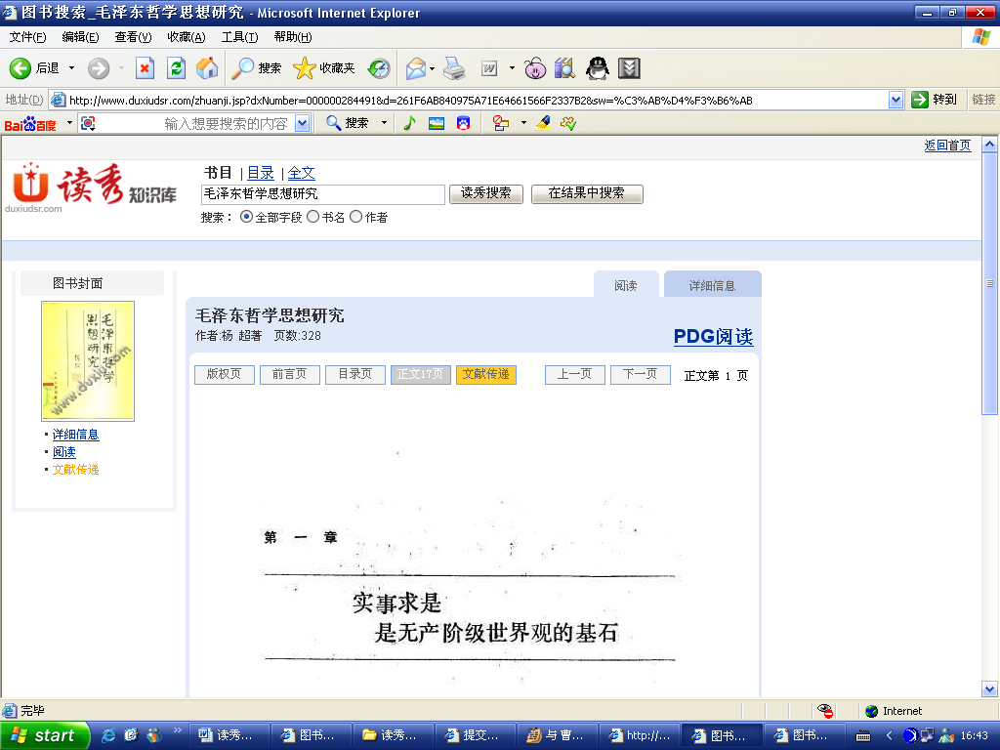 图书搜索_毛泽东哲学思想研究 - Microsoft Internet Explorer
文件(F) 编辑(E) 查看(V) 收藏(A) 工具(T) 帮助(H)
后退 搜索 收藏夹
地址(D) http://www.duxiudsr.com/zhuanji.jsp?dxNumber=000000284491&d=261F6AB840975A71E64661566F2337B2&sw=%C3%AB%D4%F3%B6%AB 转到 链接
Bai百度 输入想要搜索的内容 搜索
返回首页
书目 | 目录 | 全文
读秀知识库
duxiudsr.com
毛泽东哲学思想研究 读秀搜索 在结果中搜索
搜索： 全部字段 书名 作者
图书封面
阅读 详细信息
毛泽东哲学思想研究
作者:杨 超著 页数:328
PDG阅读
毛泽东哲学
思想研究
www.duxiu.com
版权页 前言页 目录页 正文17页 文献传递 上一页 下一页 正文第 1 页
详细信息
阅读
文献传递
第 一 章
实事求是
是无产阶级世界观的基石
完毕 Internet
start 读秀... 图书... 读秀... 提交... 与 曹... http://... 图书... 图书... 16:43